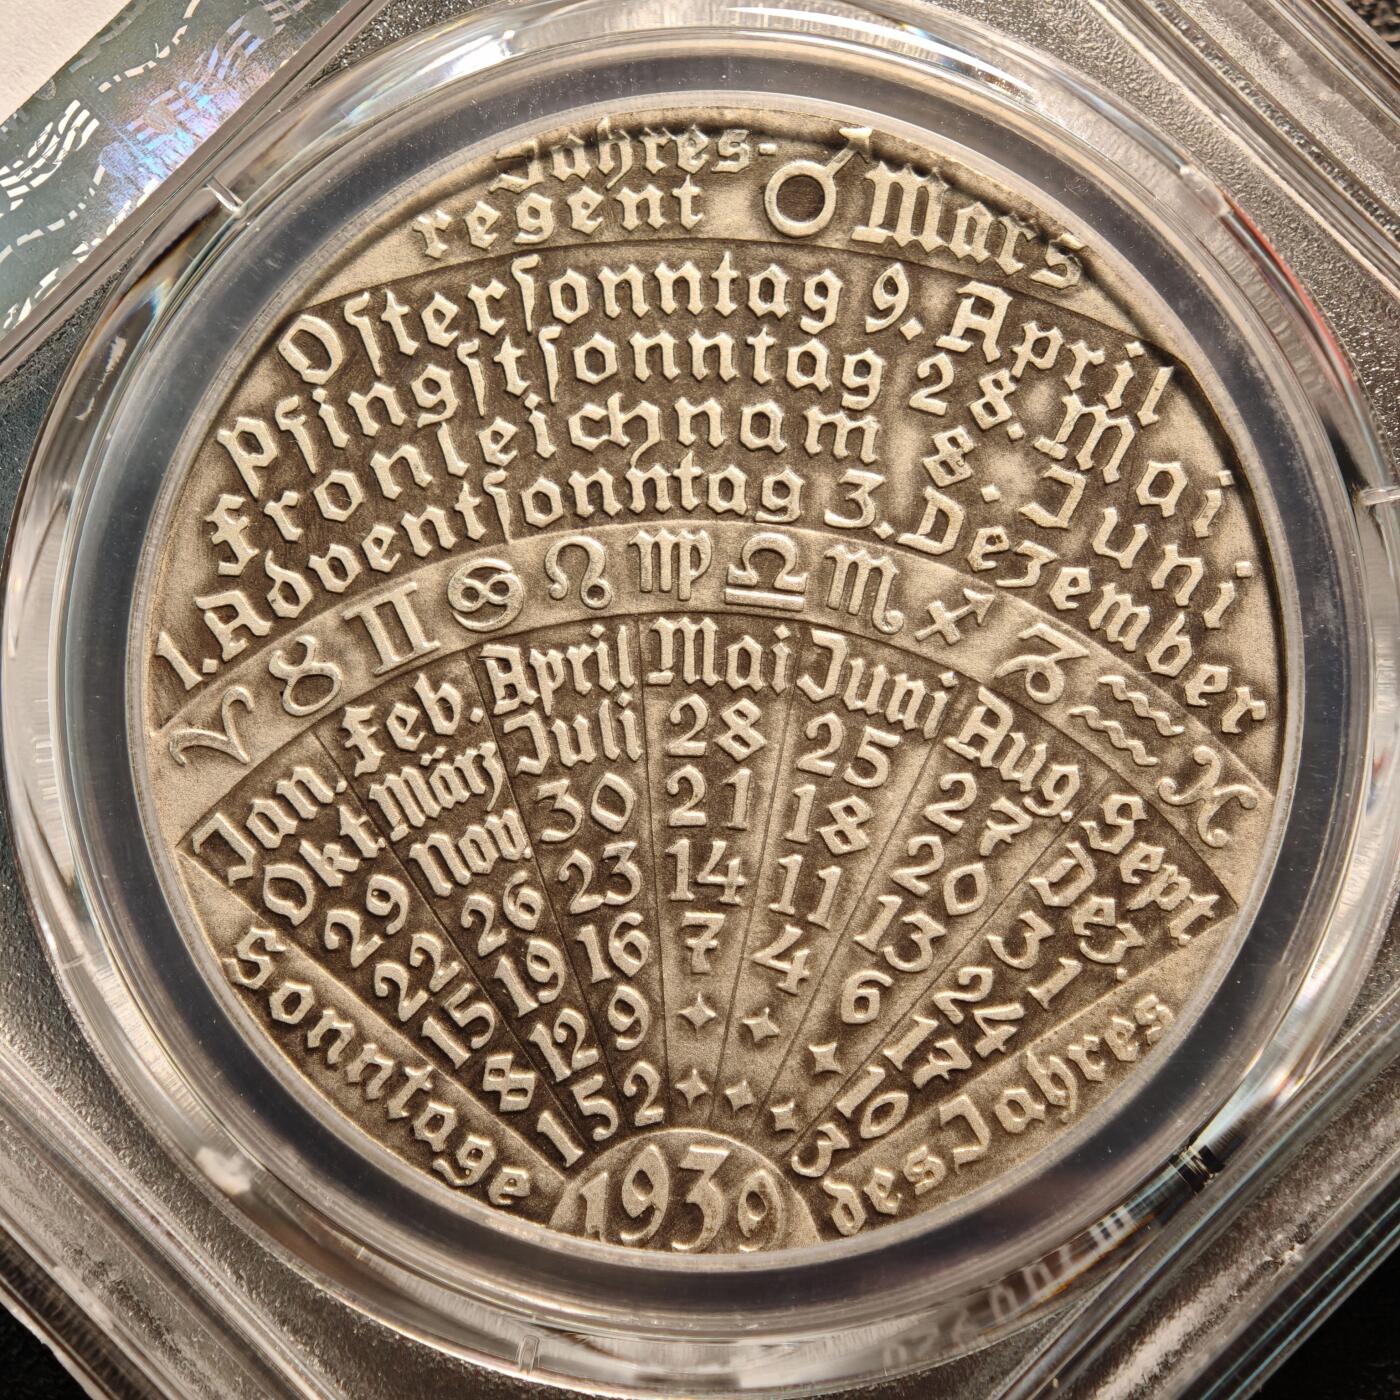 Jahres-
regent ♂ Mars
Oſterſonntag 9. April
Pfingſtſonntag 28. Mai
Fronleichnam 8. Juni
1. Adventſonntag 3. Dezember
♈ ♉ ♊ ♋ ♌ ♍ ♎ ♏ ♐ ♑ ♒ ♓
Jan. Okt. 29 22 15 8 1
Feb. März Nov. 26 19 12 5
April Juli 30 23 16 9 2
Mai 28 21 14 7
Juni 25 18 11 4
Aug. 27 20 13 6
Sept Dez. 31 24 17 10 3
Sonntage des Jahres
1939